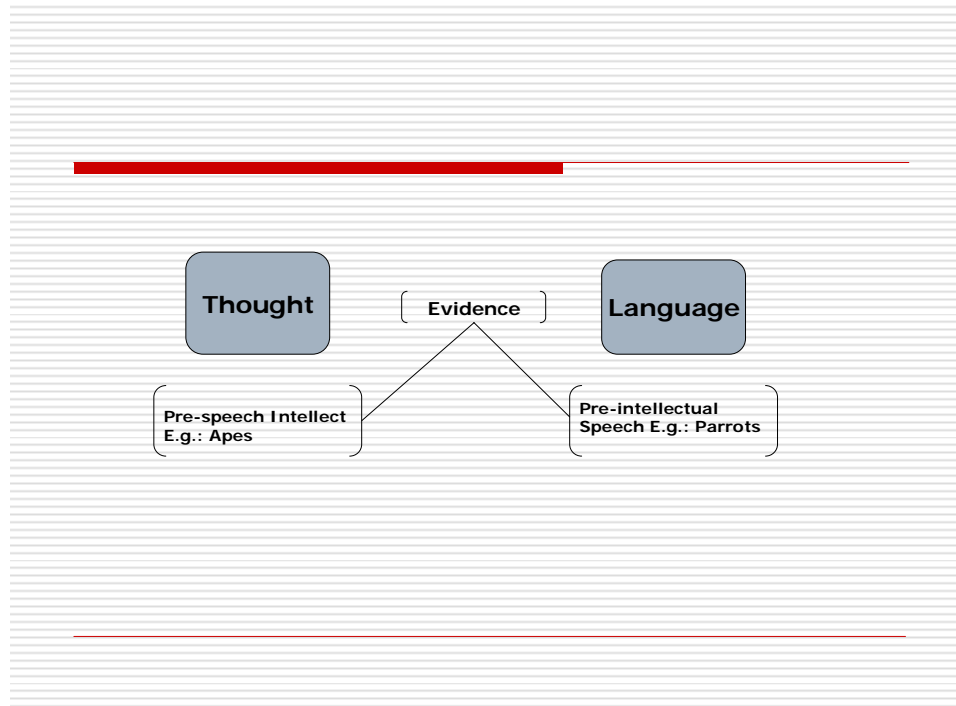 Thought
Evidence
Language
Pre-speech Intellect
E.g.: Apes
Pre-intellectual
Speech E.g.: Parrots